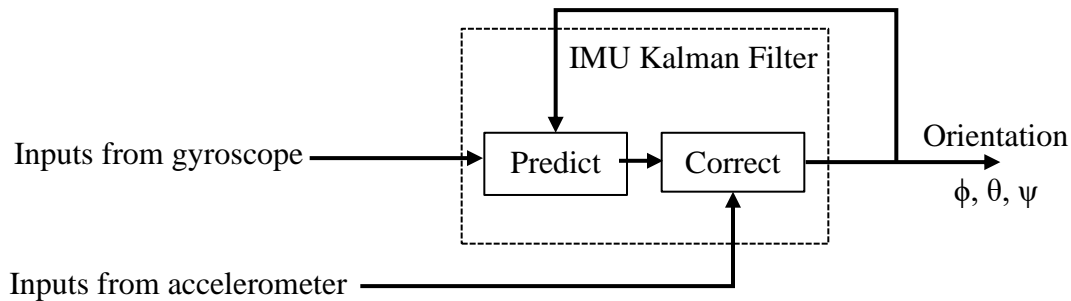 IMU Kalman Filter
Inputs from gyroscope
Predict
Correct
Orientation
ϕ, θ, ψ
Inputs from accelerometer